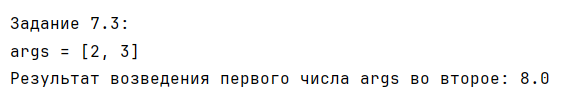 Задание 7.3:
args = [2, 3]
Результат возведения первого числа args во второе: 8.0